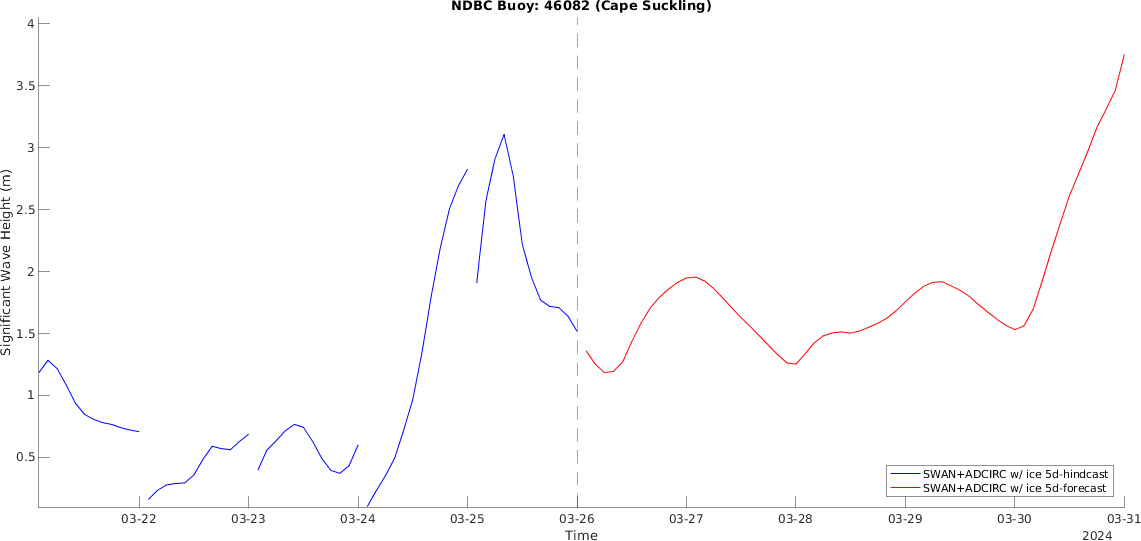 NDBC Buoy: 46082 (Cape Suckling)
4
3.5
3
2.5
2
1.5
1
0.5
Significant Wave Height (m)
SWAN+ADCIRC w/ ice 5d-hindcast
SWAN+ADCIRC w/ ice 5d-forecast
03-22 03-23 03-24 03-25 03-26 03-27 03-28 03-29 03-30 03-31
Time
2024